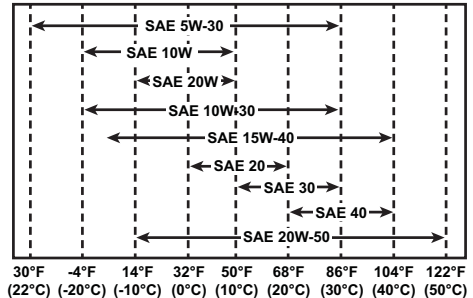 SAE 5W-30
SAE 10W
SAE 20W
SAE 10W-30
SAE 15W-40
SAE 20
SAE 30
SAE 40
SAE 20W-50
30°F -4°F 14°F 32°F 50°F 68°F 86°F 104°F 122°F
(22°C) (-20°C) (-10°C) (0°C) (10°C) (20°C) (30°C) (40°C) (50°C)